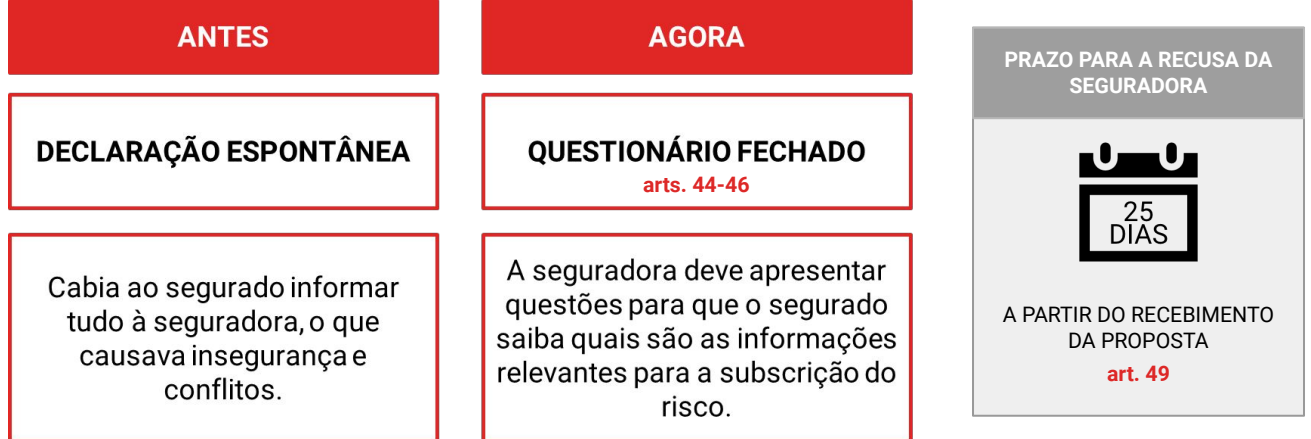 ANTES
DECLARAÇÃO ESPONTÂNEA
Cabia ao segurado informar
tudo à seguradora, o que
causava insegurança e
conflitos.
AGORA
QUESTIONÁRIO FECHADO
arts. 44-46
A seguradora deve apresentar
questões para que o segurado
saiba quais são as informações
relevantes para a subscrição do
risco.
PRAZO PARA A RECUSA DA
SEGURADORA
25
DIAS
A PARTIR DO RECEBIMENTO
DA PROPOSTA
art. 49